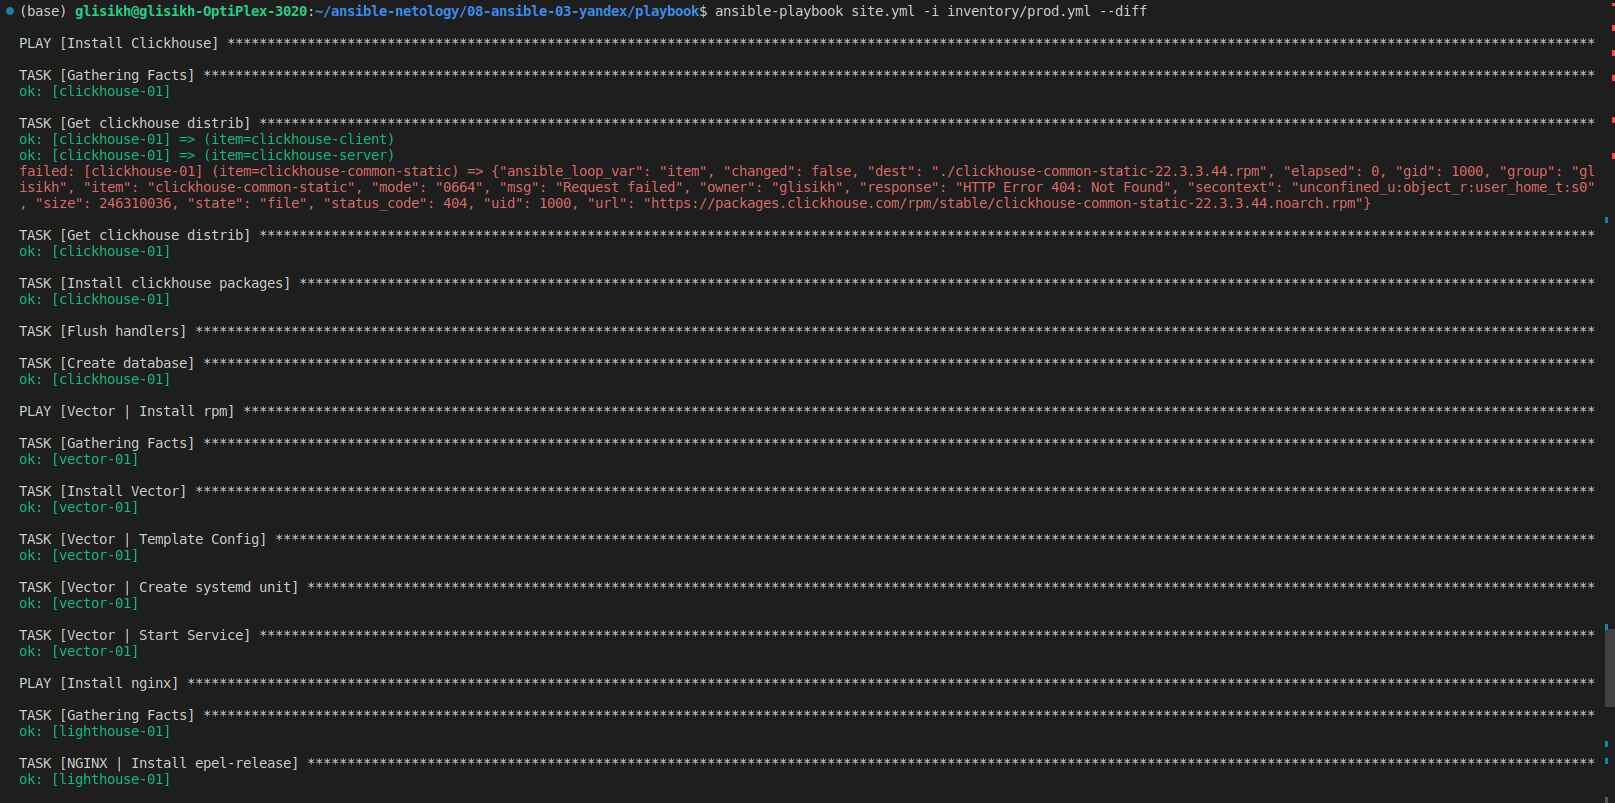 (base) glisikh@glisikh-OptiPlex-3020:~/ansible-netology/08-ansible-03-yandex/playbook$ ansible-playbook site.yml -i inventory/prod.yml --diff
PLAY [Install Clickhouse] ***************************************************************************************************************************************************************************
TASK [Gathering Facts] ******************************************************************************************************************************************************************************
ok: [clickhouse-01]
TASK [Get clickhouse distrib] ***********************************************************************************************************************************************************************
ok: [clickhouse-01] => (item=clickhouse-client)
ok: [clickhouse-01] => (item=clickhouse-server)
failed: [clickhouse-01] (item=clickhouse-common-static) => {"ansible_loop_var": "item", "changed": false, "dest": "./clickhouse-common-static-22.3.3.44.rpm", "elapsed": 0, "gid": 1000, "group": "gl
isikh", "item": "clickhouse-common-static", "mode": "0664", "msg": "Request failed", "owner": "glisikh", "response": "HTTP Error 404: Not Found", "secontext": "unconfined_u:object_r:user_home_t:s0"
, "size": 246310036, "state": "file", "status_code": 404, "uid": 1000, "url": "https://packages.clickhouse.com/rpm/stable/clickhouse-common-static-22.3.3.44.noarch.rpm"}
TASK [Get clickhouse distrib] ***********************************************************************************************************************************************************************
ok: [clickhouse-01]
TASK [Install clickhouse packages] ******************************************************************************************************************************************************************
ok: [clickhouse-01]
TASK [Flush handlers] *******************************************************************************************************************************************************************************
TASK [Create database] ******************************************************************************************************************************************************************************
ok: [clickhouse-01]
PLAY [Vector | Install rpm] *************************************************************************************************************************************************************************
TASK [Gathering Facts] ******************************************************************************************************************************************************************************
ok: [vector-01]
TASK [Install Vector] *******************************************************************************************************************************************************************************
ok: [vector-01]
TASK [Vector | Template Config] *********************************************************************************************************************************************************************
ok: [vector-01]
TASK [Vector | Create systemd unit] *****************************************************************************************************************************************************************
ok: [vector-01]
TASK [Vector | Start Service] ***********************************************************************************************************************************************************************
ok: [vector-01]
PLAY [Install nginx] ********************************************************************************************************************************************************************************
TASK [Gathering Facts] ******************************************************************************************************************************************************************************
ok: [lighthouse-01]
TASK [NGINX | Install epel-release] *****************************************************************************************************************************************************************
ok: [lighthouse-01]